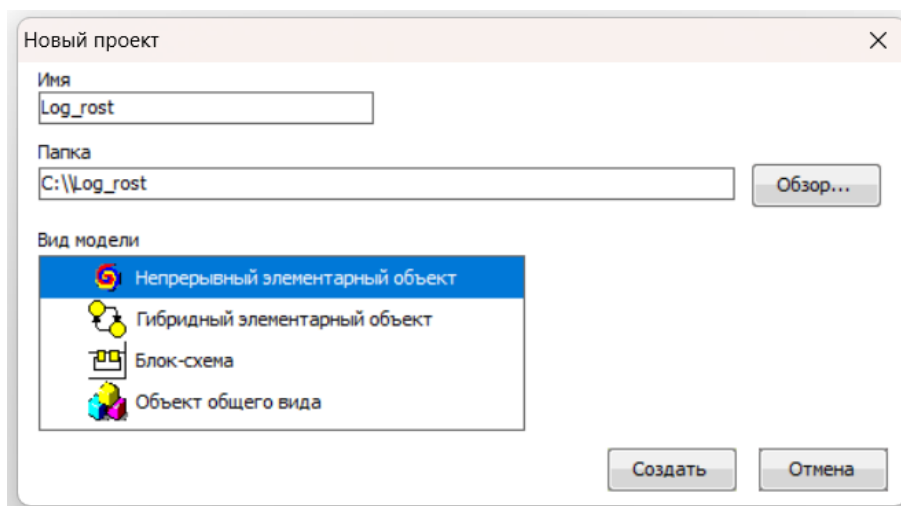 Новый проект
Имя
Log_rost
Папка
C:\\Log_rost
Обзор...
Вид модели
Непрерывный элементарный объект
Гибридный элементарный объект
Блок-схема
Объект общего вида
Создать
Отмена